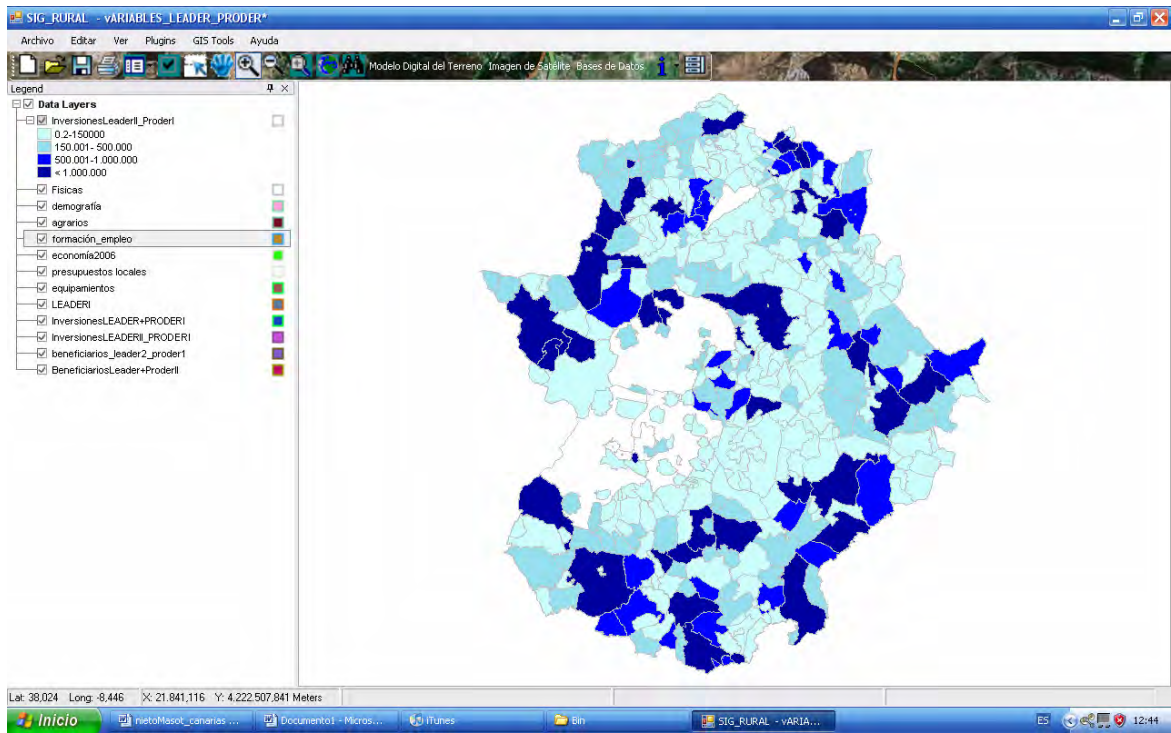 SIG_RURAL - vARIABLES_LEADER_PRODER*
Archivo Editar Ver Plugins GIS Tools Ayuda
Modelo Digital del Terreno Imagen de Satélite Bases de Datos
Legend
Data Layers
InversionesLeaderII_ProderI
0.2-150000
150.001- 500.000
500.001-1.000.000
< 1.000.000
Fisicas
demografía
agrarios
formación_empleo
economía2006
presupuestos locales
equipamientos
LEADERI
InversionesLEADER+PRODERI
InversionesLEADERII_PRODERI
beneficiarios_leader2_proder1
BeneficiariosLeader+ProderII
Lat: 38,024 Long: -8,446 X: 21.841,116 Y: 4.222.507,841 Meters
Inicio nietoMasot_canarias ... Documento1 - Micros... iTunes Bin SIG_RURAL - vARIA... ES 12:44